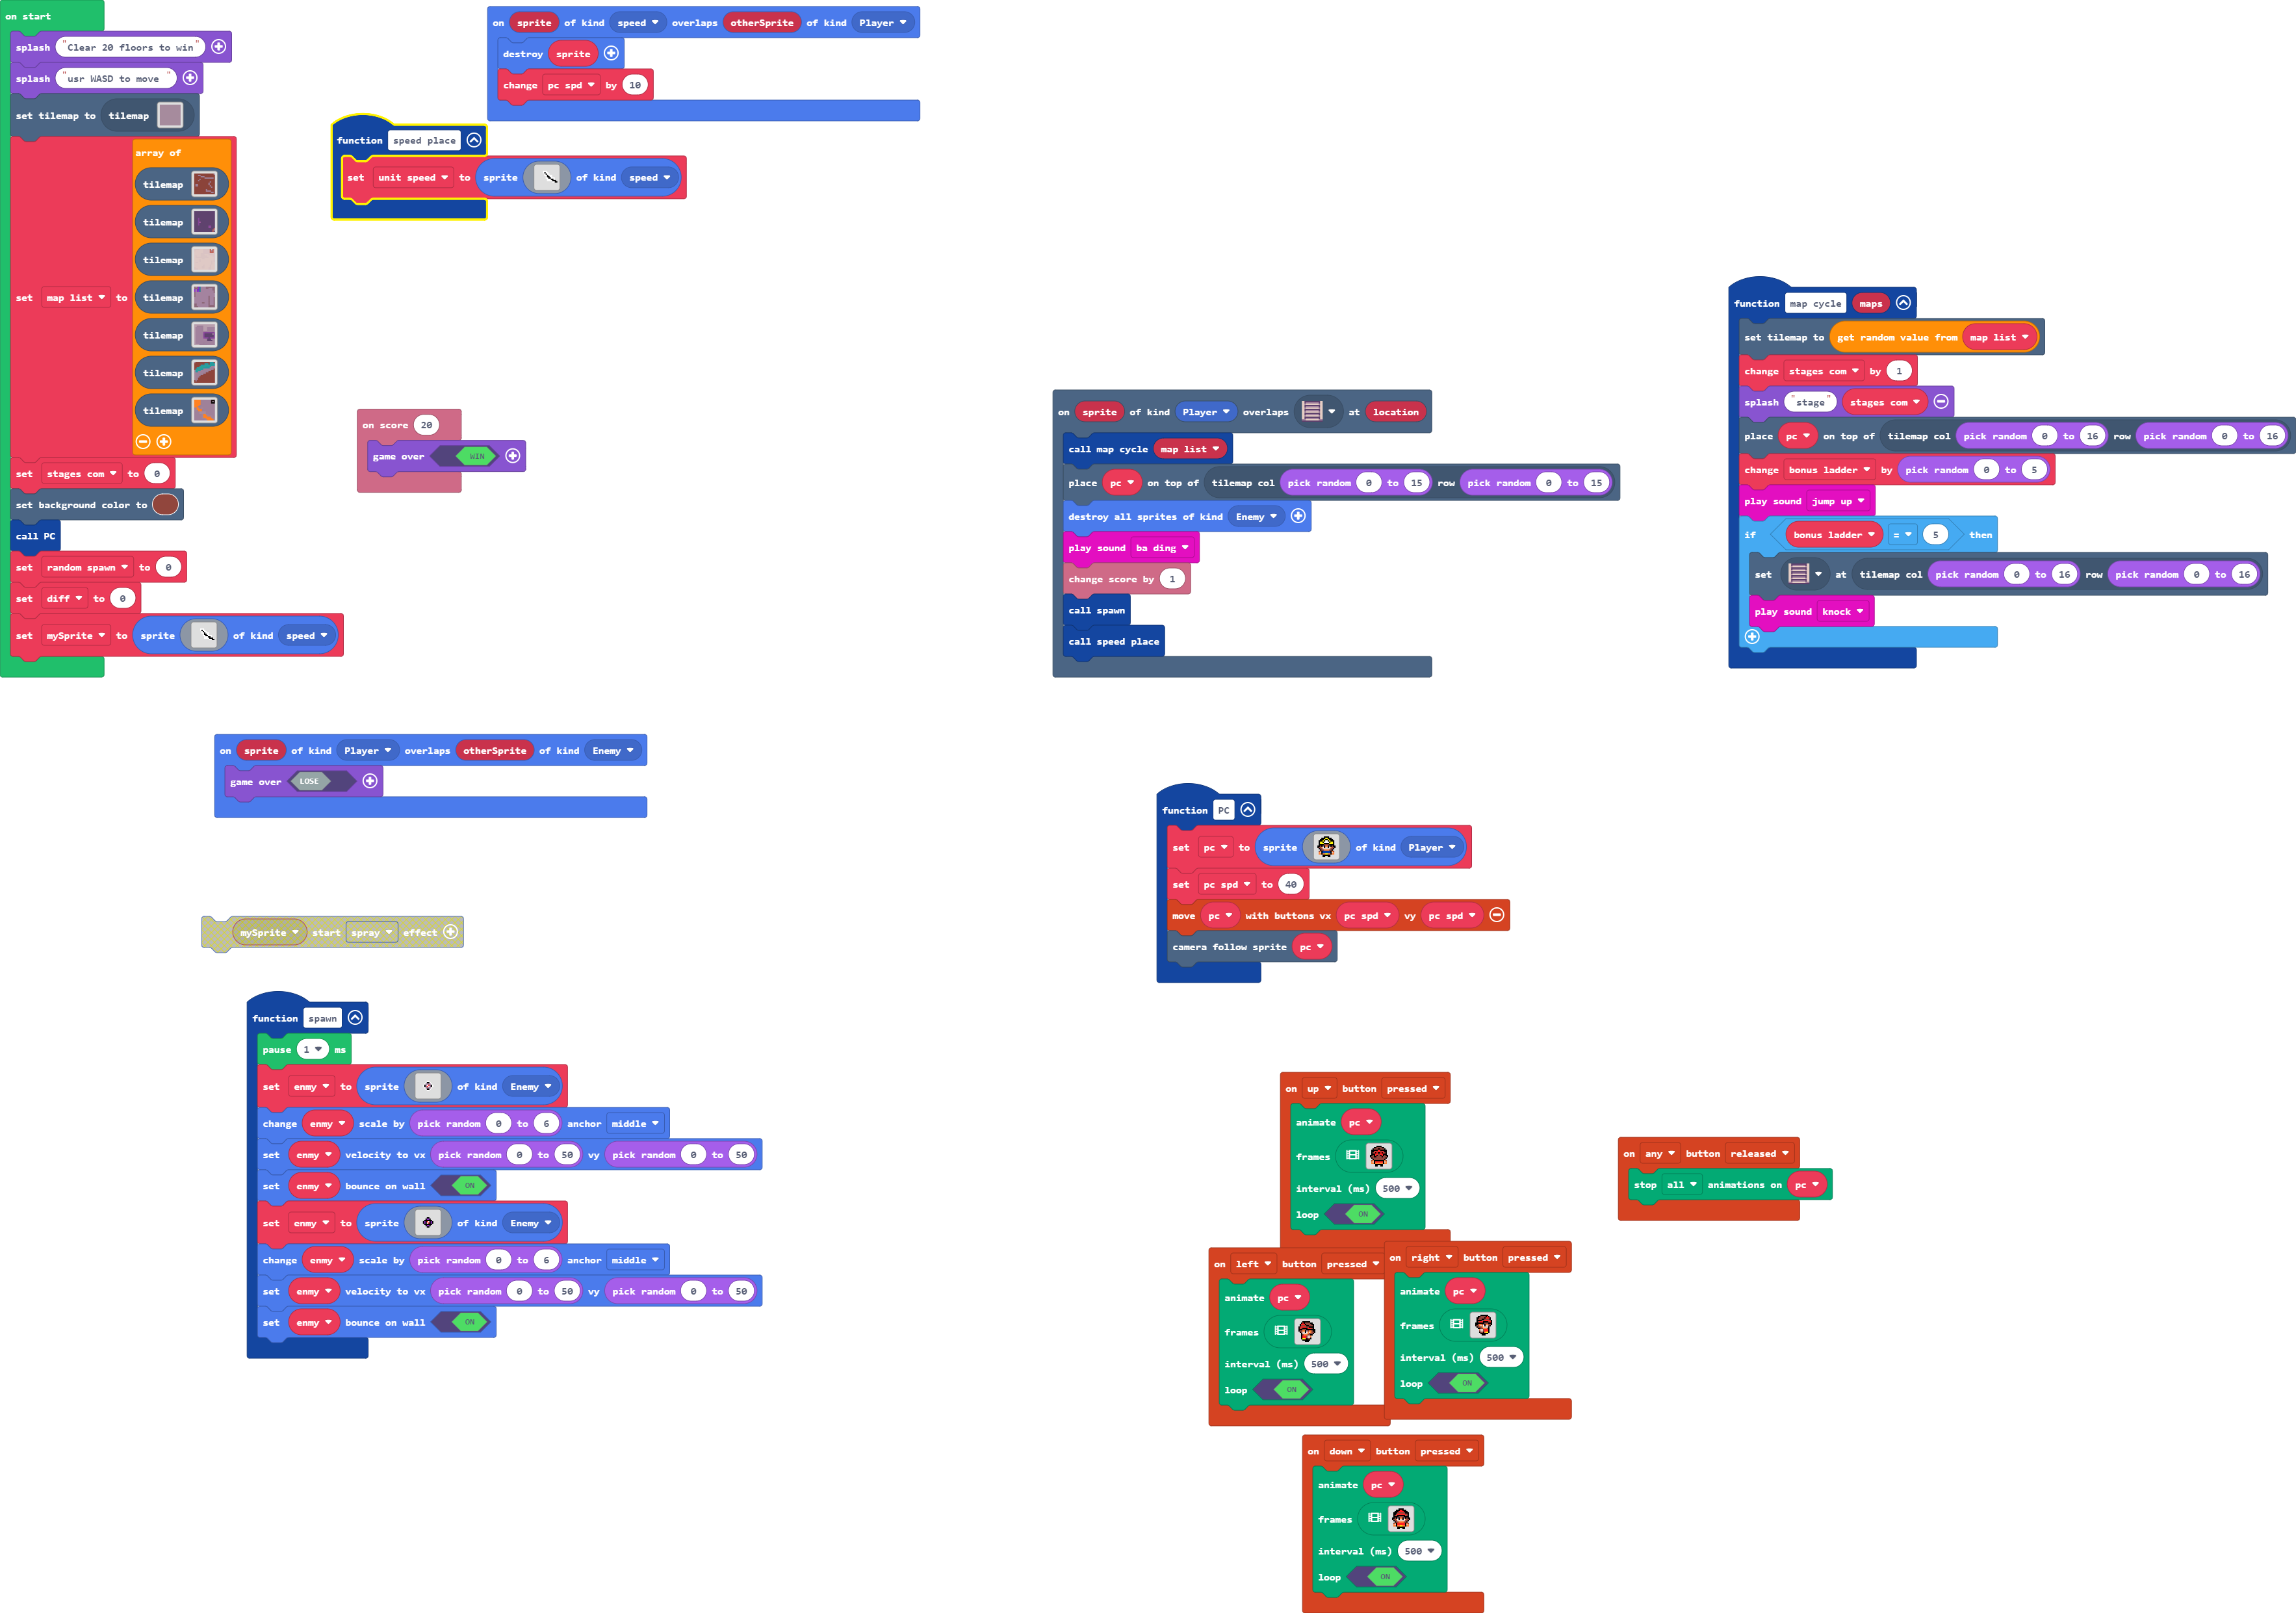 on start
splash "Clear 20 floors to win"
splash "usr WASD to move "
set tilemap to tilemap
set map list to array of
tilemap
tilemap
tilemap
tilemap
tilemap
tilemap
tilemap
set stages com to 0
set background color to
call PC
set random spawn to 0
set diff to 0
set mySprite to sprite of kind speed
on sprite of kind speed overlaps otherSprite of kind Player
destroy sprite
change pc spd by 10
function speed place
set unit speed to sprite of kind speed
on score 20
game over WIN
on sprite of kind Player overlaps at location
call map cycle map list
place pc on top of tilemap col pick random 0 to 15 row pick random 0 to 15
destroy all sprites of kind Enemy
play sound ba ding
change score by 1
call spawn
call speed place
function map cycle maps
set tilemap to get random value from map list
change stages com by 1
splash "stage" stages com
place pc on top of tilemap col pick random 0 to 16 row pick random 0 to 16
change bonus ladder by pick random 0 to 5
play sound jump up
if bonus ladder = 5 then
set at tilemap col pick random 0 to 16 row pick random 0 to 16
play sound knock
on sprite of kind Player overlaps otherSprite of kind Enemy
game over LOSE
mySprite start spray effect
function spawn
pause 1 ms
set enmy to sprite of kind Enemy
change enmy scale by pick random 0 to 6 anchor middle
set enmy velocity to vx pick random 0 to 50 vy pick random 0 to 50
set enmy bounce on wall ON
set enmy to sprite of kind Enemy
change enmy scale by pick random 0 to 6 anchor middle
set enmy velocity to vx pick random 0 to 50 vy pick random 0 to 50
set enmy bounce on wall ON
function PC
set pc to sprite of kind Player
set pc spd to 40
move pc with buttons vx pc spd vy pc spd
camera follow sprite pc
on up button pressed
animate pc
frames
interval (ms) 500
loop ON
on any button released
stop all animations on pc
on left button pressed
animate pc
frames
interval (ms) 500
loop ON
on right button pressed
animate pc
frames
interval (ms) 500
loop ON
on down button pressed
animate pc
frames
interval (ms) 500
loop ON